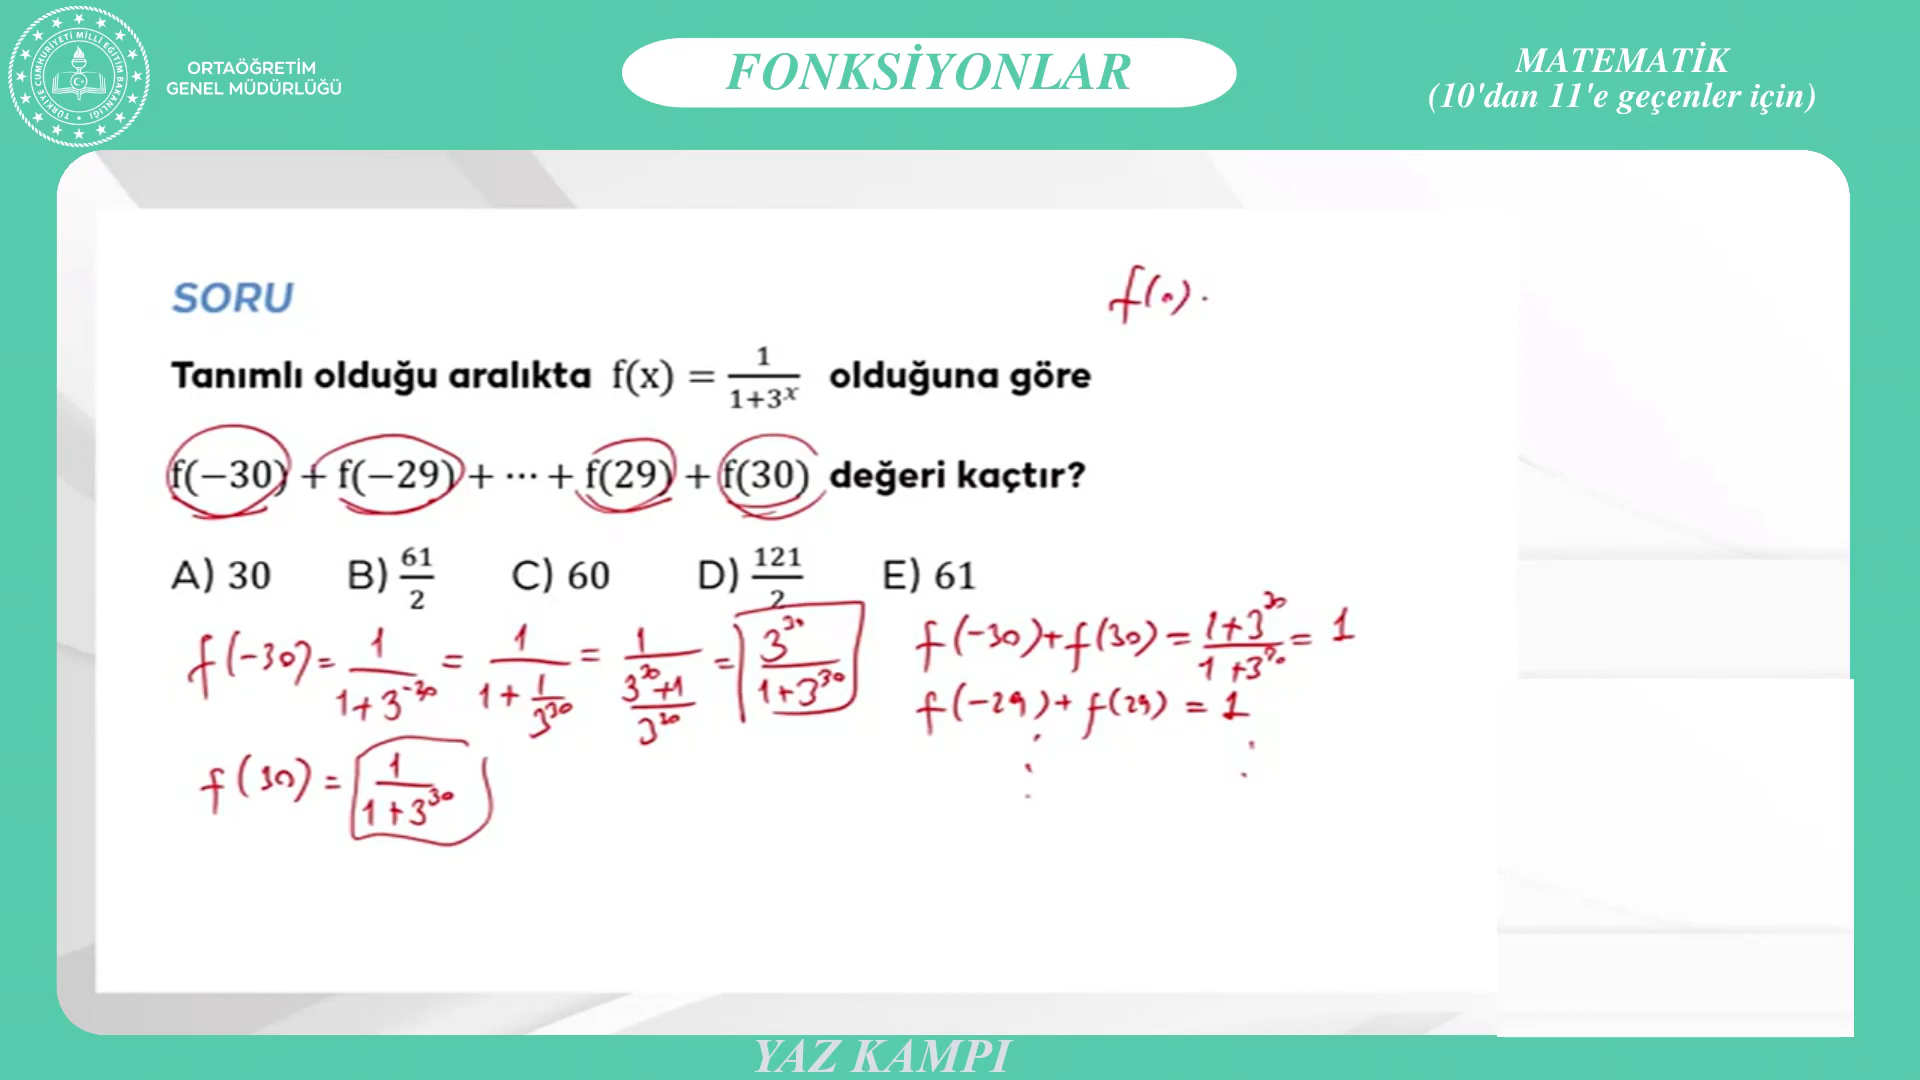 ORTAÖĞRETİM
GENEL MÜDÜRLÜĞÜ
FONKSİYONLAR
MATEMATİK
(10'dan 11'e geçenler için)
SORU
f(0).
Tanımlı olduğu aralıkta f(x) = 1/(1+3^x) olduğuna göre
f(−30) + f(−29) + ⋯ + f(29) + f(30) değeri kaçtır?
A) 30 B) 61/2 C) 60 D) 121/2 E) 61
f(-30) = 1/(1+3^-30) = 1/(1+1/3^30) = 1/((3^30+1)/3^30) = 3^30/(1+3^30)
f(30) = 1/(1+3^30)
f(-30)+f(30) = (1+3^30)/(1+3^30) = 1
f(-29)+f(29) = 1
YAZ KAMPI